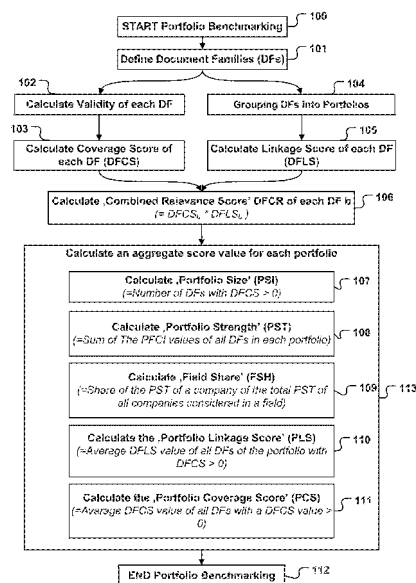 START Portfolio Benchmarking
100
Define Document Families (DFs)
101
102
Calculate Validity of each DF
104
Grouping DFs into Portfolios
103
Calculate Coverage Score of
each DF (DFCS)
105
Calculate Linkage Score of each DF
(DFLS)
Calculate ‚Combined Relevance Score' DFCR of each DF b
(= DFCS * DFLS )
106
Calculate an aggregate score value for each portfolio
Calculate ‚Portfolio Size' (PSI)
(=Number of DFs with DFCS > 0)
107
Calculate ‚Portfolio Strength' (PST)
(=Sum of The PFCI values of all DFs in each portfolio)
108
Calculate ‚Field Share' (FSH)
(=Share of the PST of a company of the total PST of
all companies considered in a field)
109
Calculate the ‚Portfolio Linkage Score' (PLS)
(=Average DFLS value of all DFs of the portfolio with
DFCS > 0)
110
Calculate the ‚Portfolio Coverage Score' (PCS)
(=Average DFCS value of all DFs with a DFCS value >
0)
111
113
END Portfolio Benchmarking
112